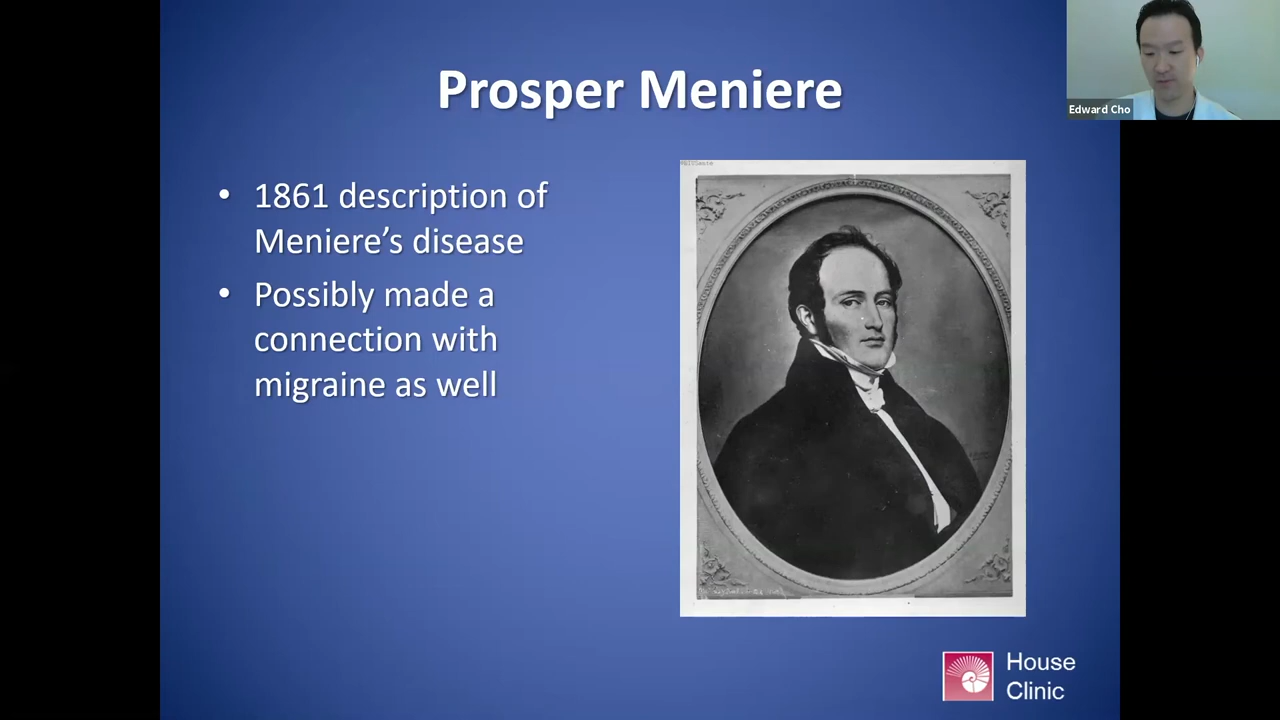 Prosper Meniere
Edward Cho
• 1861 description of
Meniere’s disease
• Possibly made a
connection with
migraine as well
House
Clinic